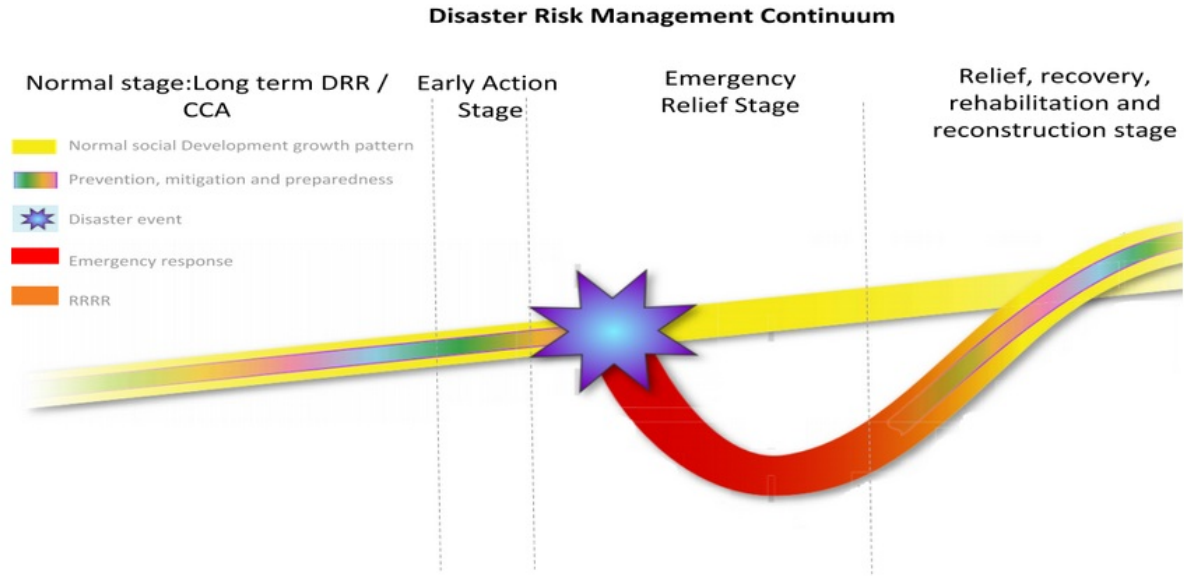 Disaster Risk Management Continuum
Normal stage:Long term DRR /
CCA
Early Action
Stage
Emergency
Relief Stage
Relief, recovery,
rehabilitation and
reconstruction stage
Normal social Development growth pattern
Prevention, mitigation and preparedness
Disaster event
Emergency response
RRRR